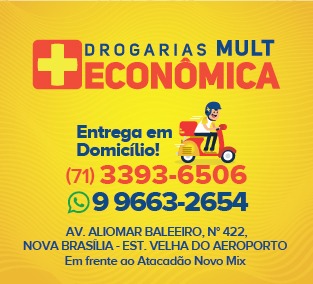 DROGARIAS MULT
ECONÔMICA
Entrega em
Domicílio!
(71) 3393-6506
9 9663-2654
AV. ALIOMAR BALEEIRO, Nº 422,
NOVA BRASÍLIA - EST. VELHA DO AEROPORTO
Em frente ao Atacadão Novo Mix